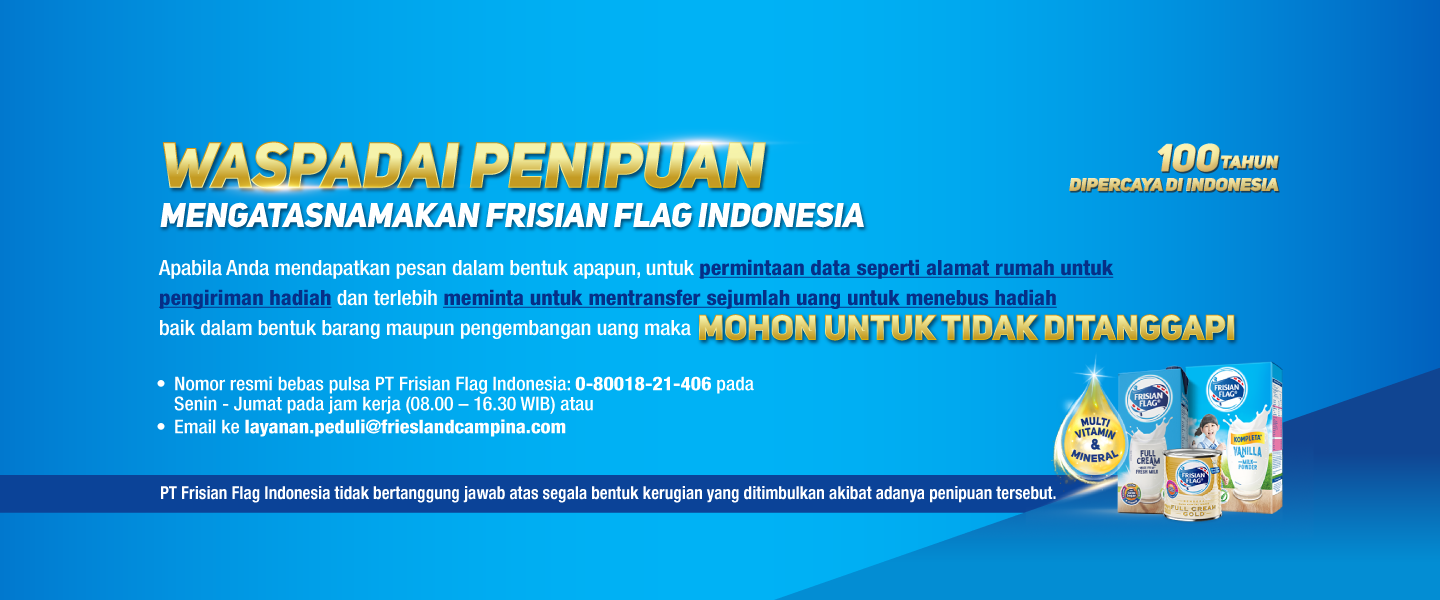 WASPADAI PENIPUAN
MENGATASNAMAKAN FRISIAN FLAG INDONESIA
100 TAHUN
DIPERCAYA DI INDONESIA
Apabila Anda mendapatkan pesan dalam bentuk apapun, untuk permintaan data seperti alamat rumah untuk
pengiriman hadiah dan terlebih meminta untuk mentransfer sejumlah uang untuk menebus hadiah
baik dalam bentuk barang maupun pengembangan uang maka MOHON UNTUK TIDAK DITANGGAPI
• Nomor resmi bebas pulsa PT Frisian Flag Indonesia: 0-80018-21-406 pada
Senin - Jumat pada jam kerja (08.00 – 16.30 WIB) atau
• Email ke layanan.peduli@frieslandcampina.com
PT Frisian Flag Indonesia tidak bertanggung jawab atas segala bentuk kerugian yang ditimbulkan akibat adanya penipuan tersebut.
MULTI
VITAMIN
&
MINERAL
FRISIAN
FLAG®
FULL
CREAM
FRESH MILK
FRISIAN
FLAG®
KOMPLETA
VANILLA
MILK
POWDER
FRISIAN
FLAG®
FULL CREAM
GOLD